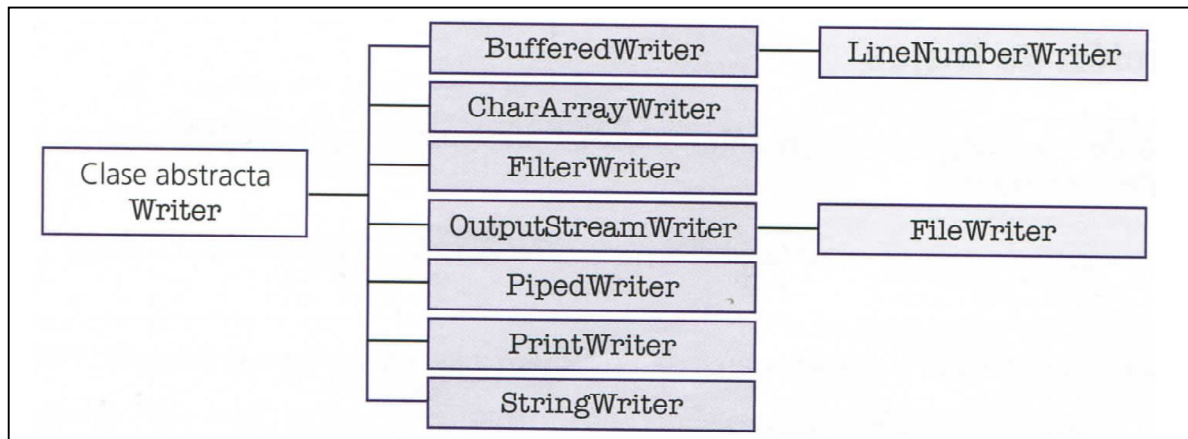 BufferedWriter
LineNumberWriter
CharArrayWriter
FilterWriter
Clase abstracta
Writer
OutputStreamWriter
FileWriter
PipedWriter
PrintWriter
StringWriter